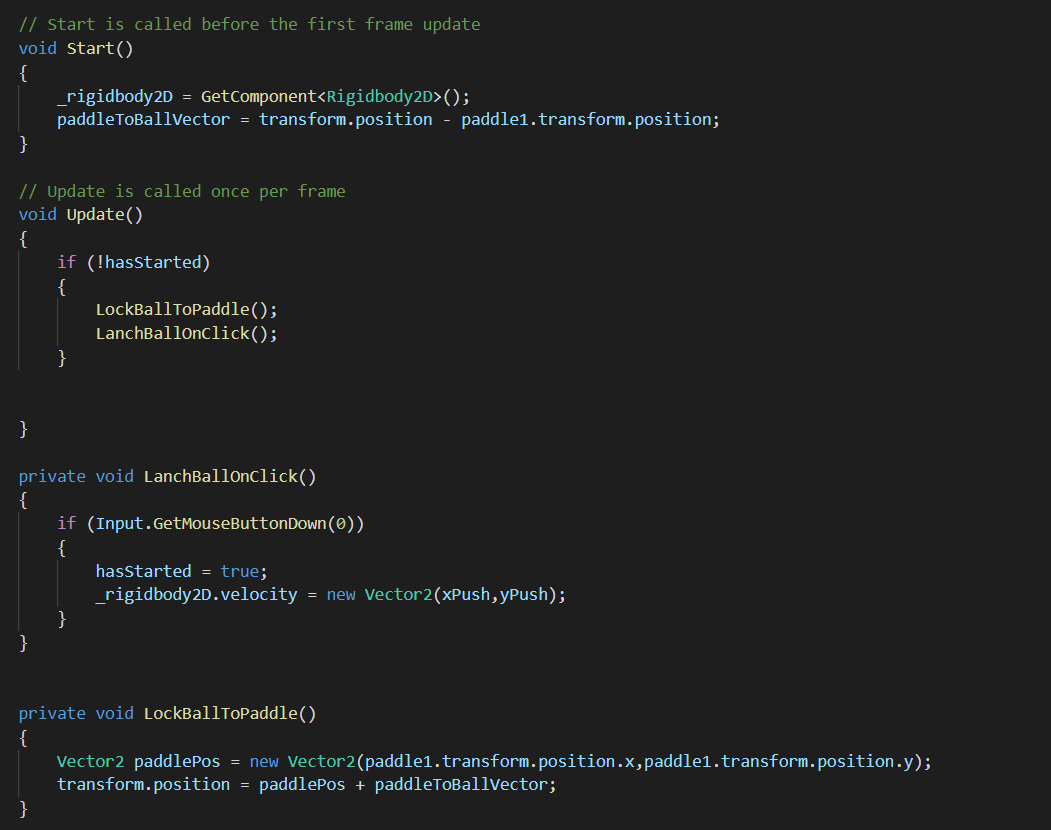 // Start is called before the first frame update
void Start()
{
    _rigidbody2D = GetComponent<Rigidbody2D>();
    paddleToBallVector = transform.position - paddle1.transform.position;
}

// Update is called once per frame
void Update()
{
    if (!hasStarted)
    {
        LockBallToPaddle();
        LanchBallOnClick();
    }


}

private void LanchBallOnClick()
{
    if (Input.GetMouseButtonDown(0))
    {
        hasStarted = true;
        _rigidbody2D.velocity = new Vector2(xPush,yPush);
    }
}


private void LockBallToPaddle()
{
    Vector2 paddlePos = new Vector2(paddle1.transform.position.x,paddle1.transform.position.y);
    transform.position = paddlePos + paddleToBallVector;
}